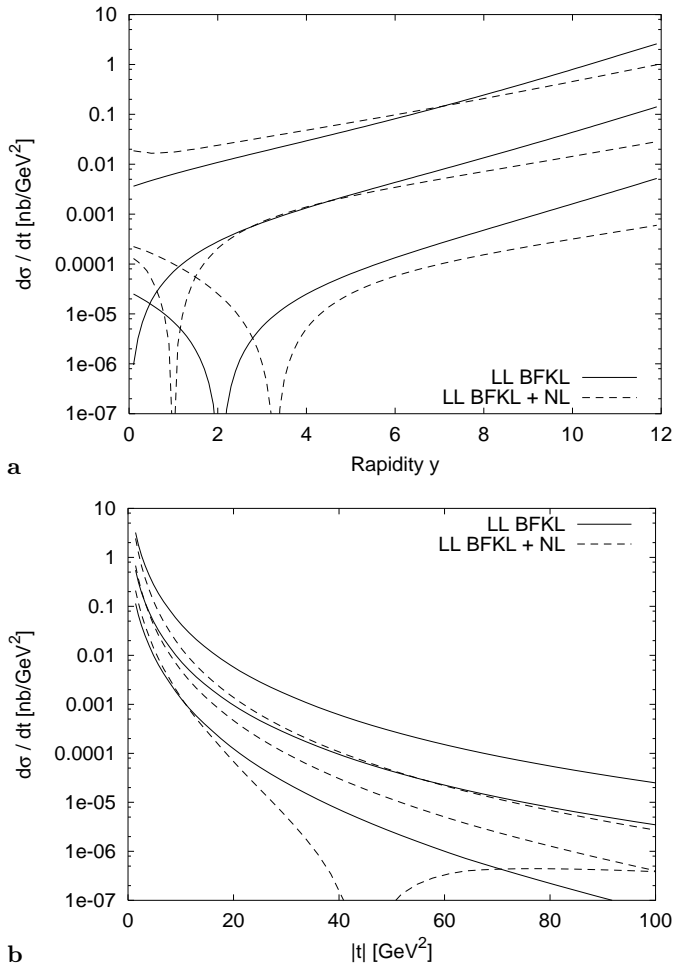 10
1
0.1
0.01
0.001
0.0001
1e-05
1e-06
1e-07
dσ / dt [nb/GeV²]
LL BFKL
LL BFKL + NL
0 2 4 6 8 10 12
Rapidity y
a
10
1
0.1
0.01
0.001
0.0001
1e-05
1e-06
1e-07
dσ / dt [nb/GeV²]
LL BFKL
LL BFKL + NL
0 20 40 60 80 100
|t| [GeV²]
b